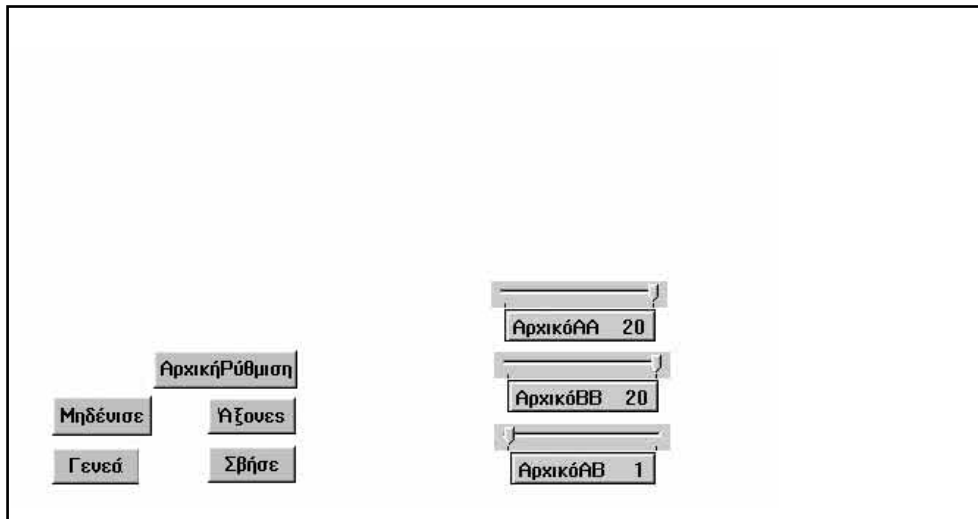 ΑρχικόΑΑ 20
ΑρχικήΡύθμιση
ΑρχικόΒΒ 20
Μηδένισε Άξονες
Γενεά Σβήσε
ΑρχικόΑΒ 1